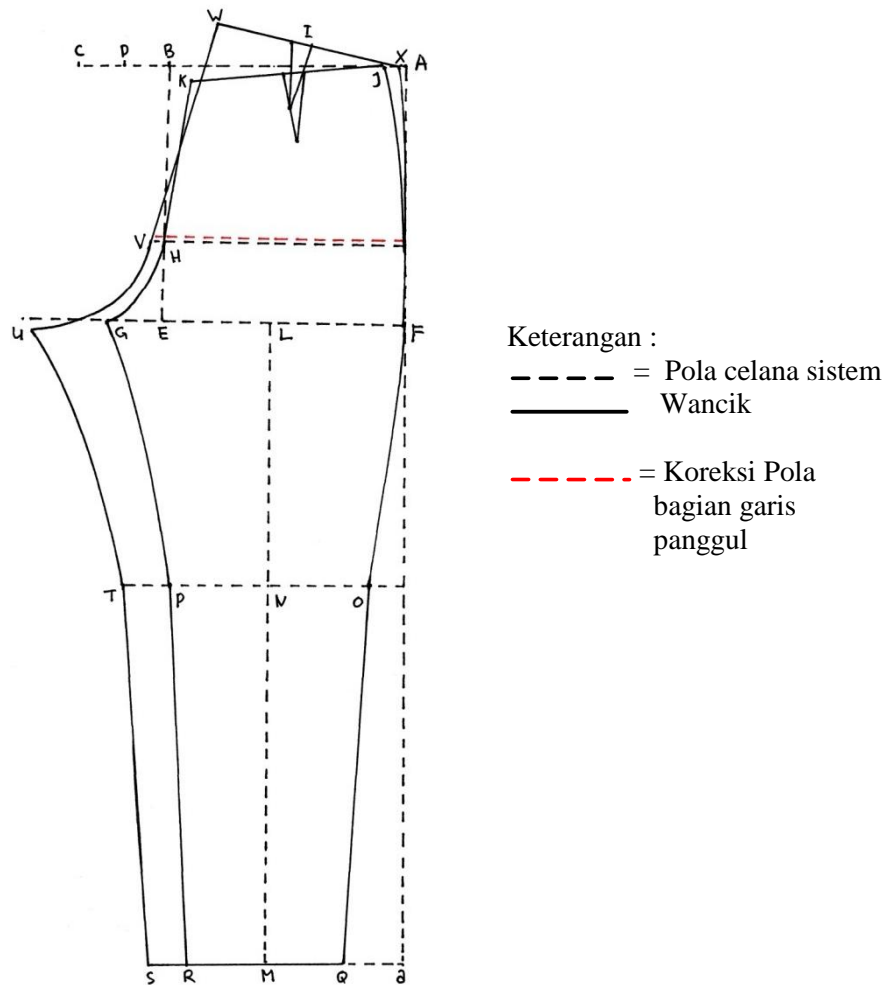 W
I
C P B X A
K J
V H
U G E L F
T P N O
S R M Q a
Keterangan :
= Pola celana sistem
Wancik
= Koreksi Pola
bagian garis
panggul